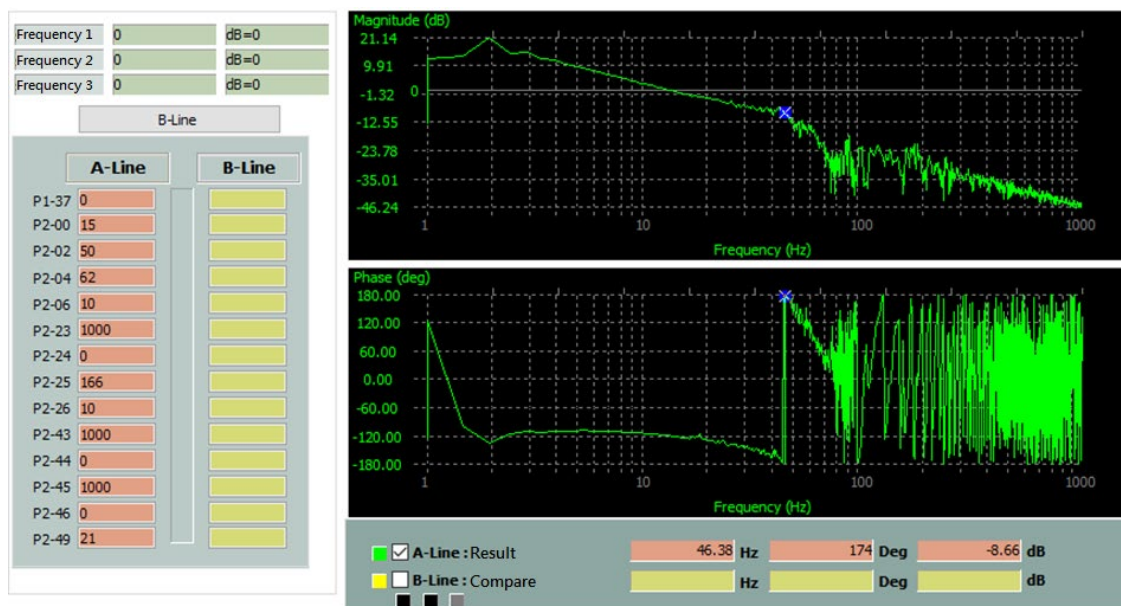 Frequency 1 0 dB=0
Frequency 2 0 dB=0
Frequency 3 0 dB=0
B-Line
A-Line B-Line
P1-37 0
P2-00 15
P2-02 50
P2-04 62
P2-06 10
P2-23 1000
P2-24 0
P2-25 166
P2-26 10
P2-43 1000
P2-44 0
P2-45 1000
P2-46 0
P2-49 21
Magnitude (dB)
21.14
9.91
0
-1.32
-12.55
-23.78
-35.01
-46.24
1 10 100 1000
Frequency (Hz)
Phase (deg)
180.00
120.00
60.00
0.00
-60.00
-120.00
-180.00
1 10 100 1000
Frequency (Hz)
A-Line : Result 46.38 Hz 174 Deg -8.66 dB
B-Line : Compare Hz Deg dB